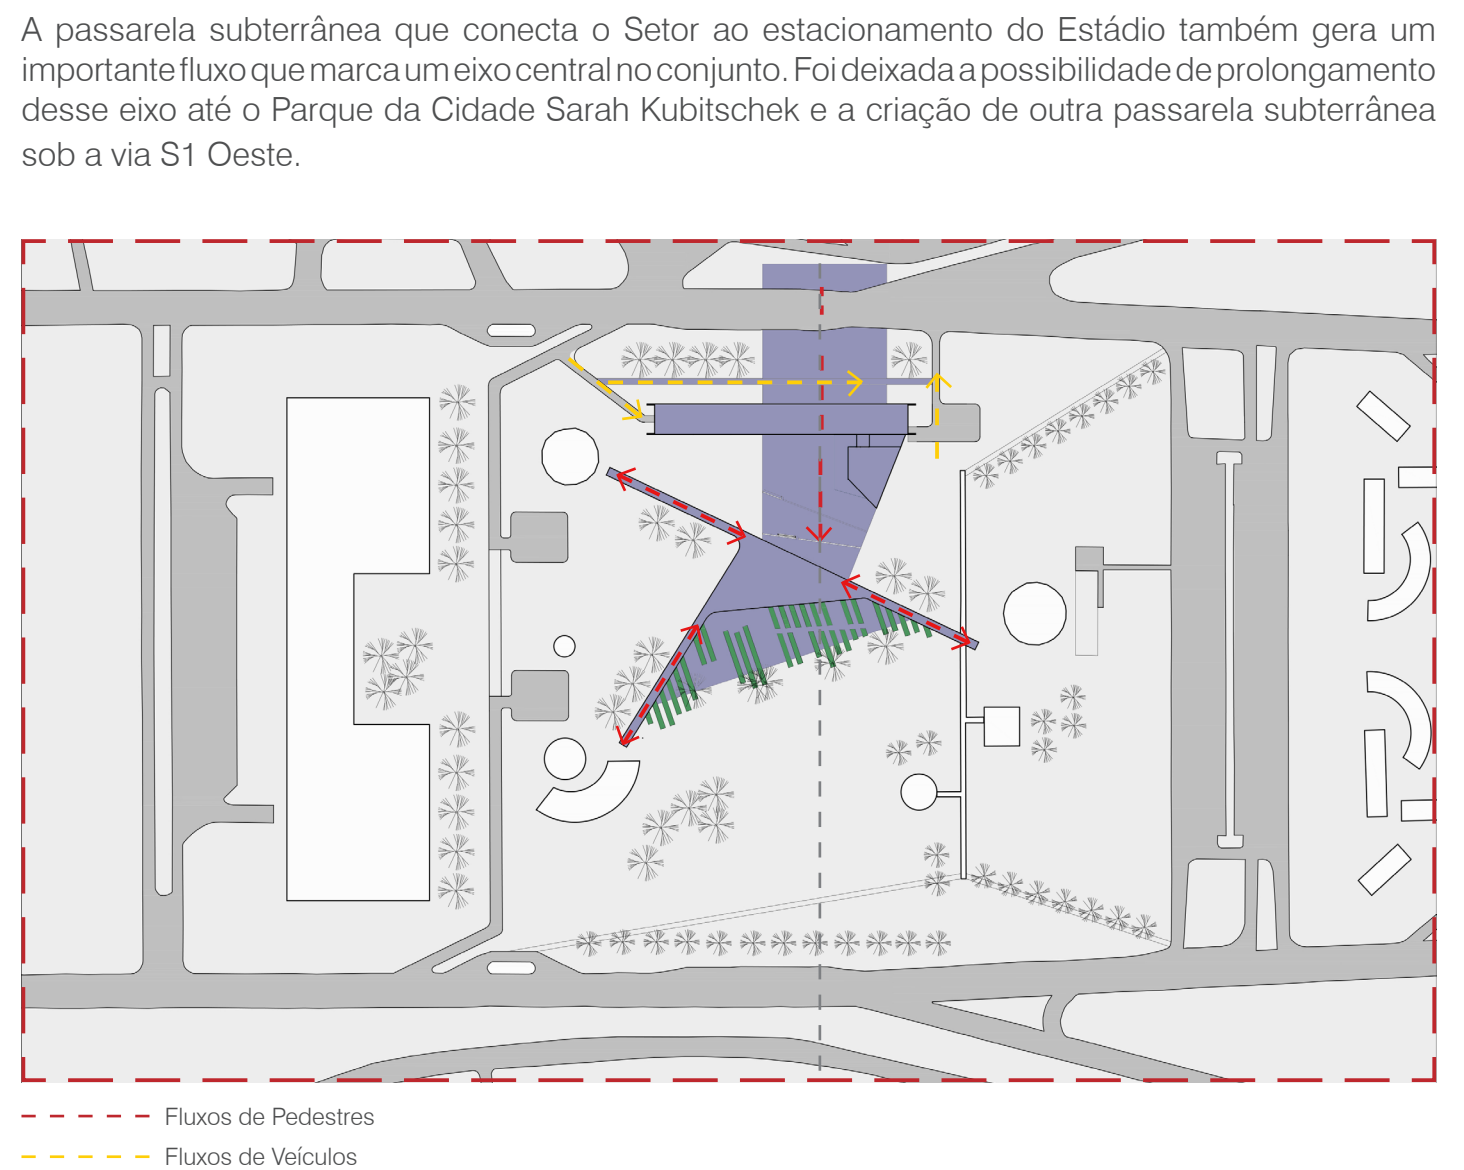 A passarela subterrânea que conecta o Setor ao estacionamento do Estádio também gera um
importante fluxo que marca um eixo central no conjunto. Foi deixada a possibilidade de prolongamento
desse eixo até o Parque da Cidade Sarah Kubitschek e a criação de outra passarela subterrânea
sob a via S1 Oeste.
Fluxos de Pedestres
Fluxos de Veículos